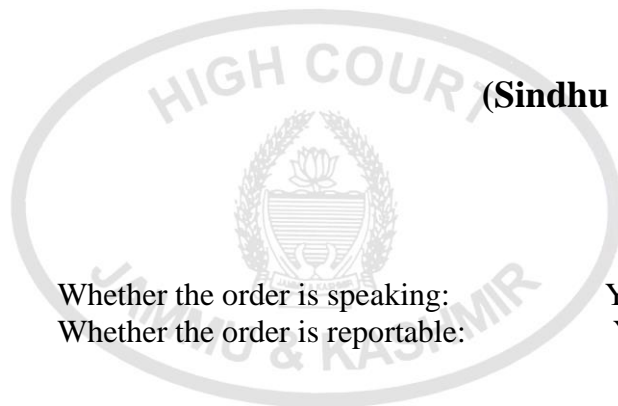 HIGH COURT
(Sindhu
Whether the order is speaking: Y
Whether the order is reportable: Y
JAMMU & KASHMIR